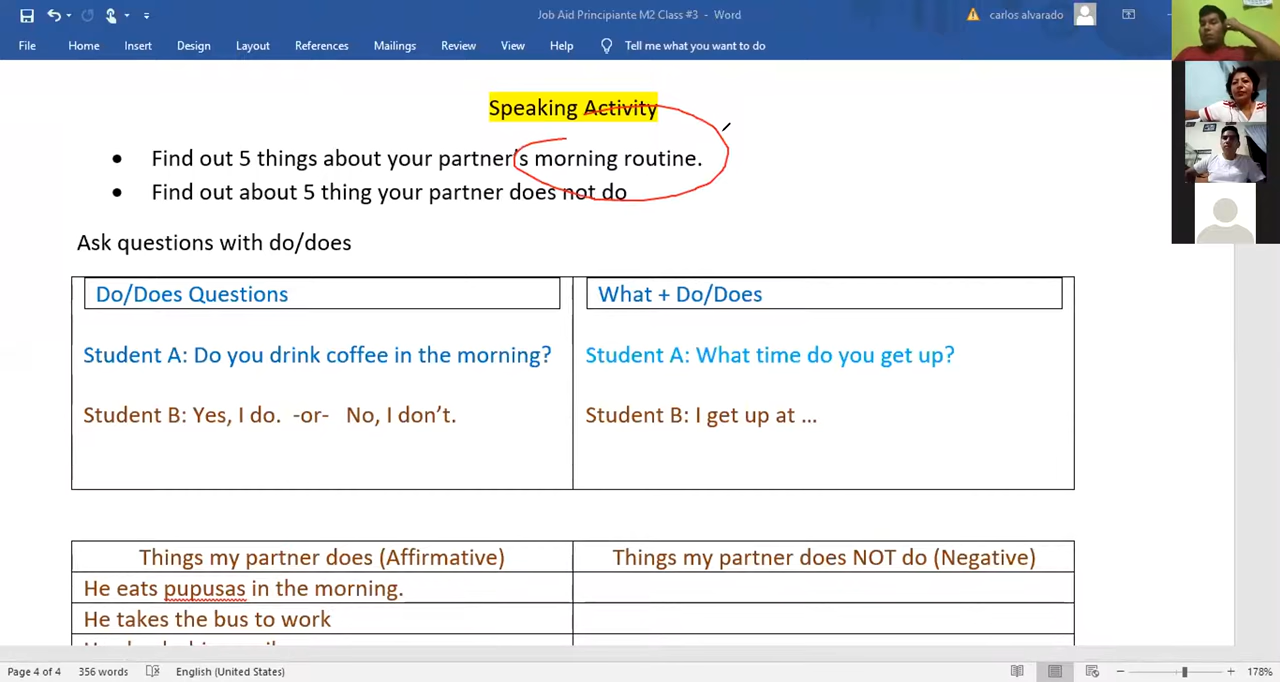 Job Aid Principiante M2 Class #3 - Word
carlos alvarado
File Home Insert Design Layout References Mailings Review View Help Tell me what you want to do
Speaking Activity
• Find out 5 things about your partner's morning routine.
• Find out about 5 thing your partner does not do
Ask questions with do/does
Do/Does Questions
Student A: Do you drink coffee in the morning?
Student B: Yes, I do. -or- No, I don't.
What + Do/Does
Student A: What time do you get up?
Student B: I get up at …
Things my partner does (Affirmative) Things my partner does NOT do (Negative)
He eats pupusas in the morning.
He takes the bus to work
Page 4 of 4 356 words English (United States) 178%